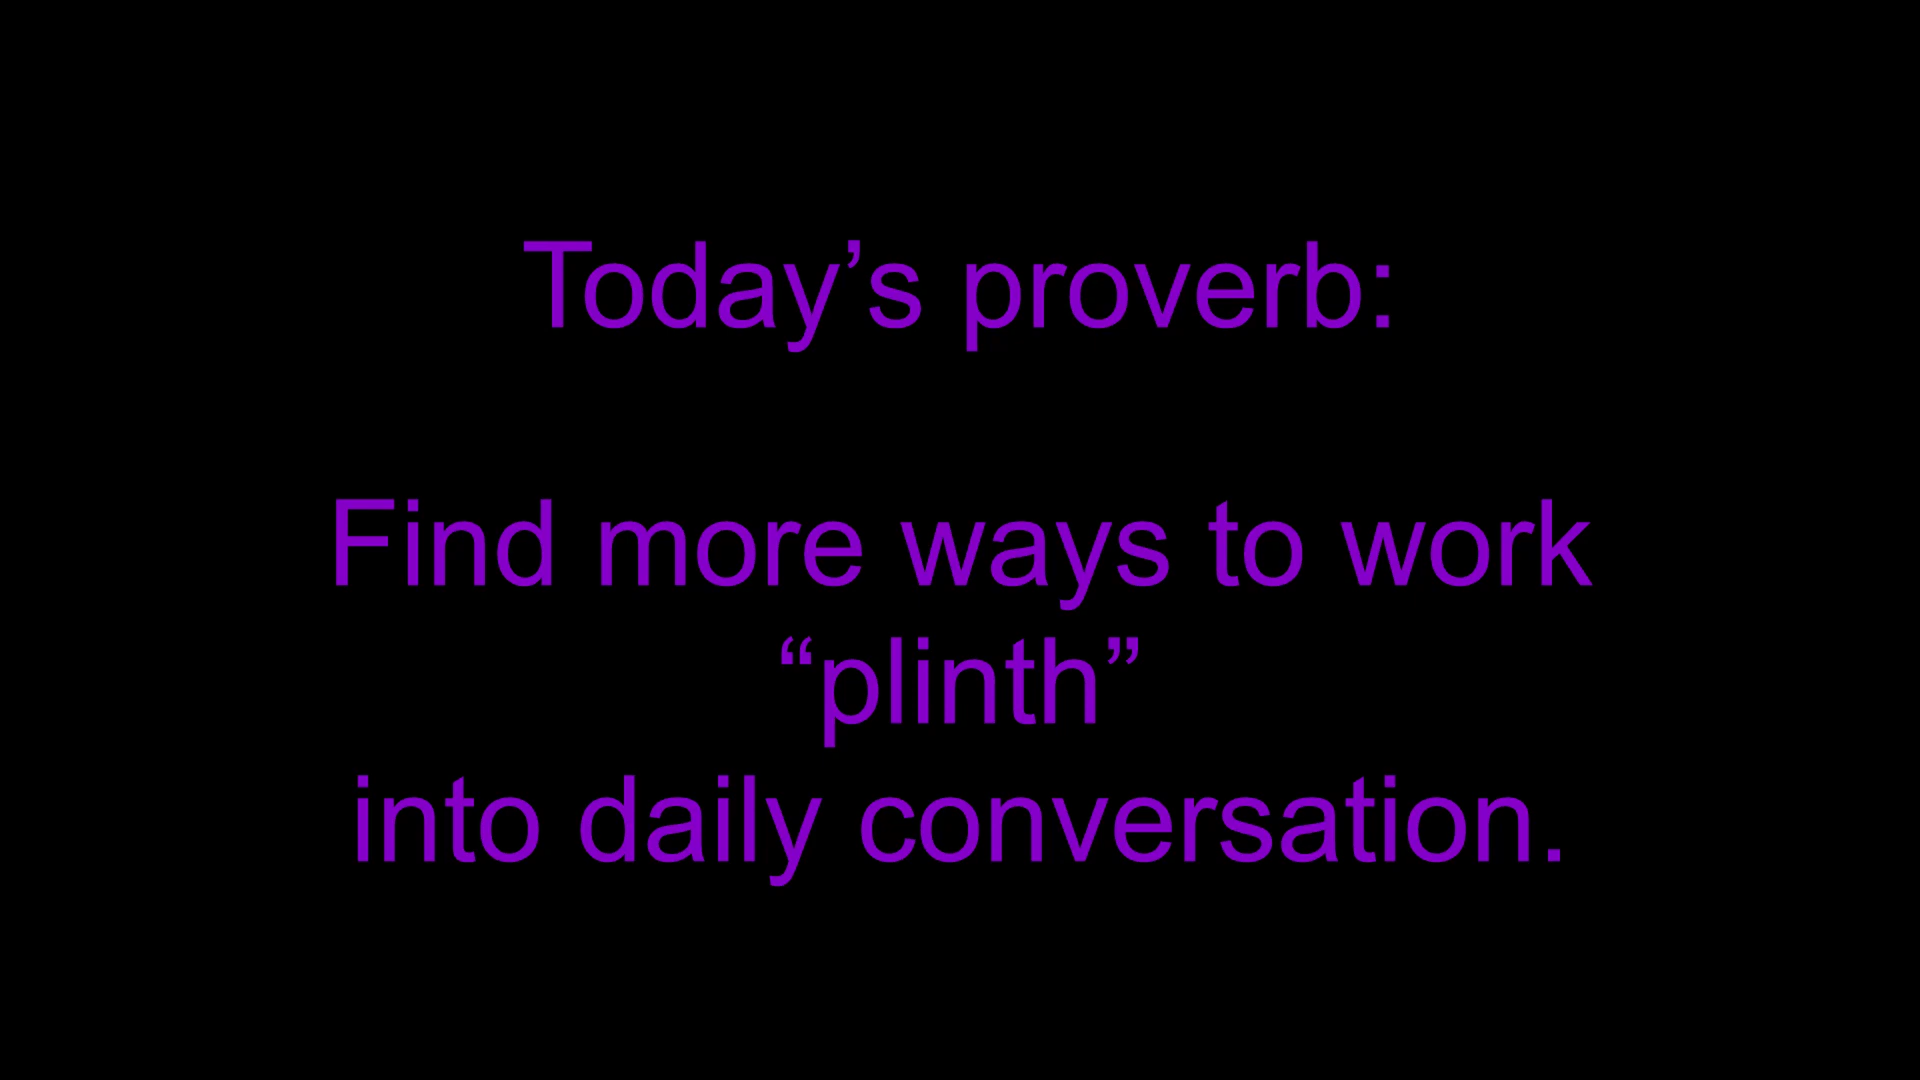 Today’s proverb:
Find more ways to work
“plinth”
into daily conversation.